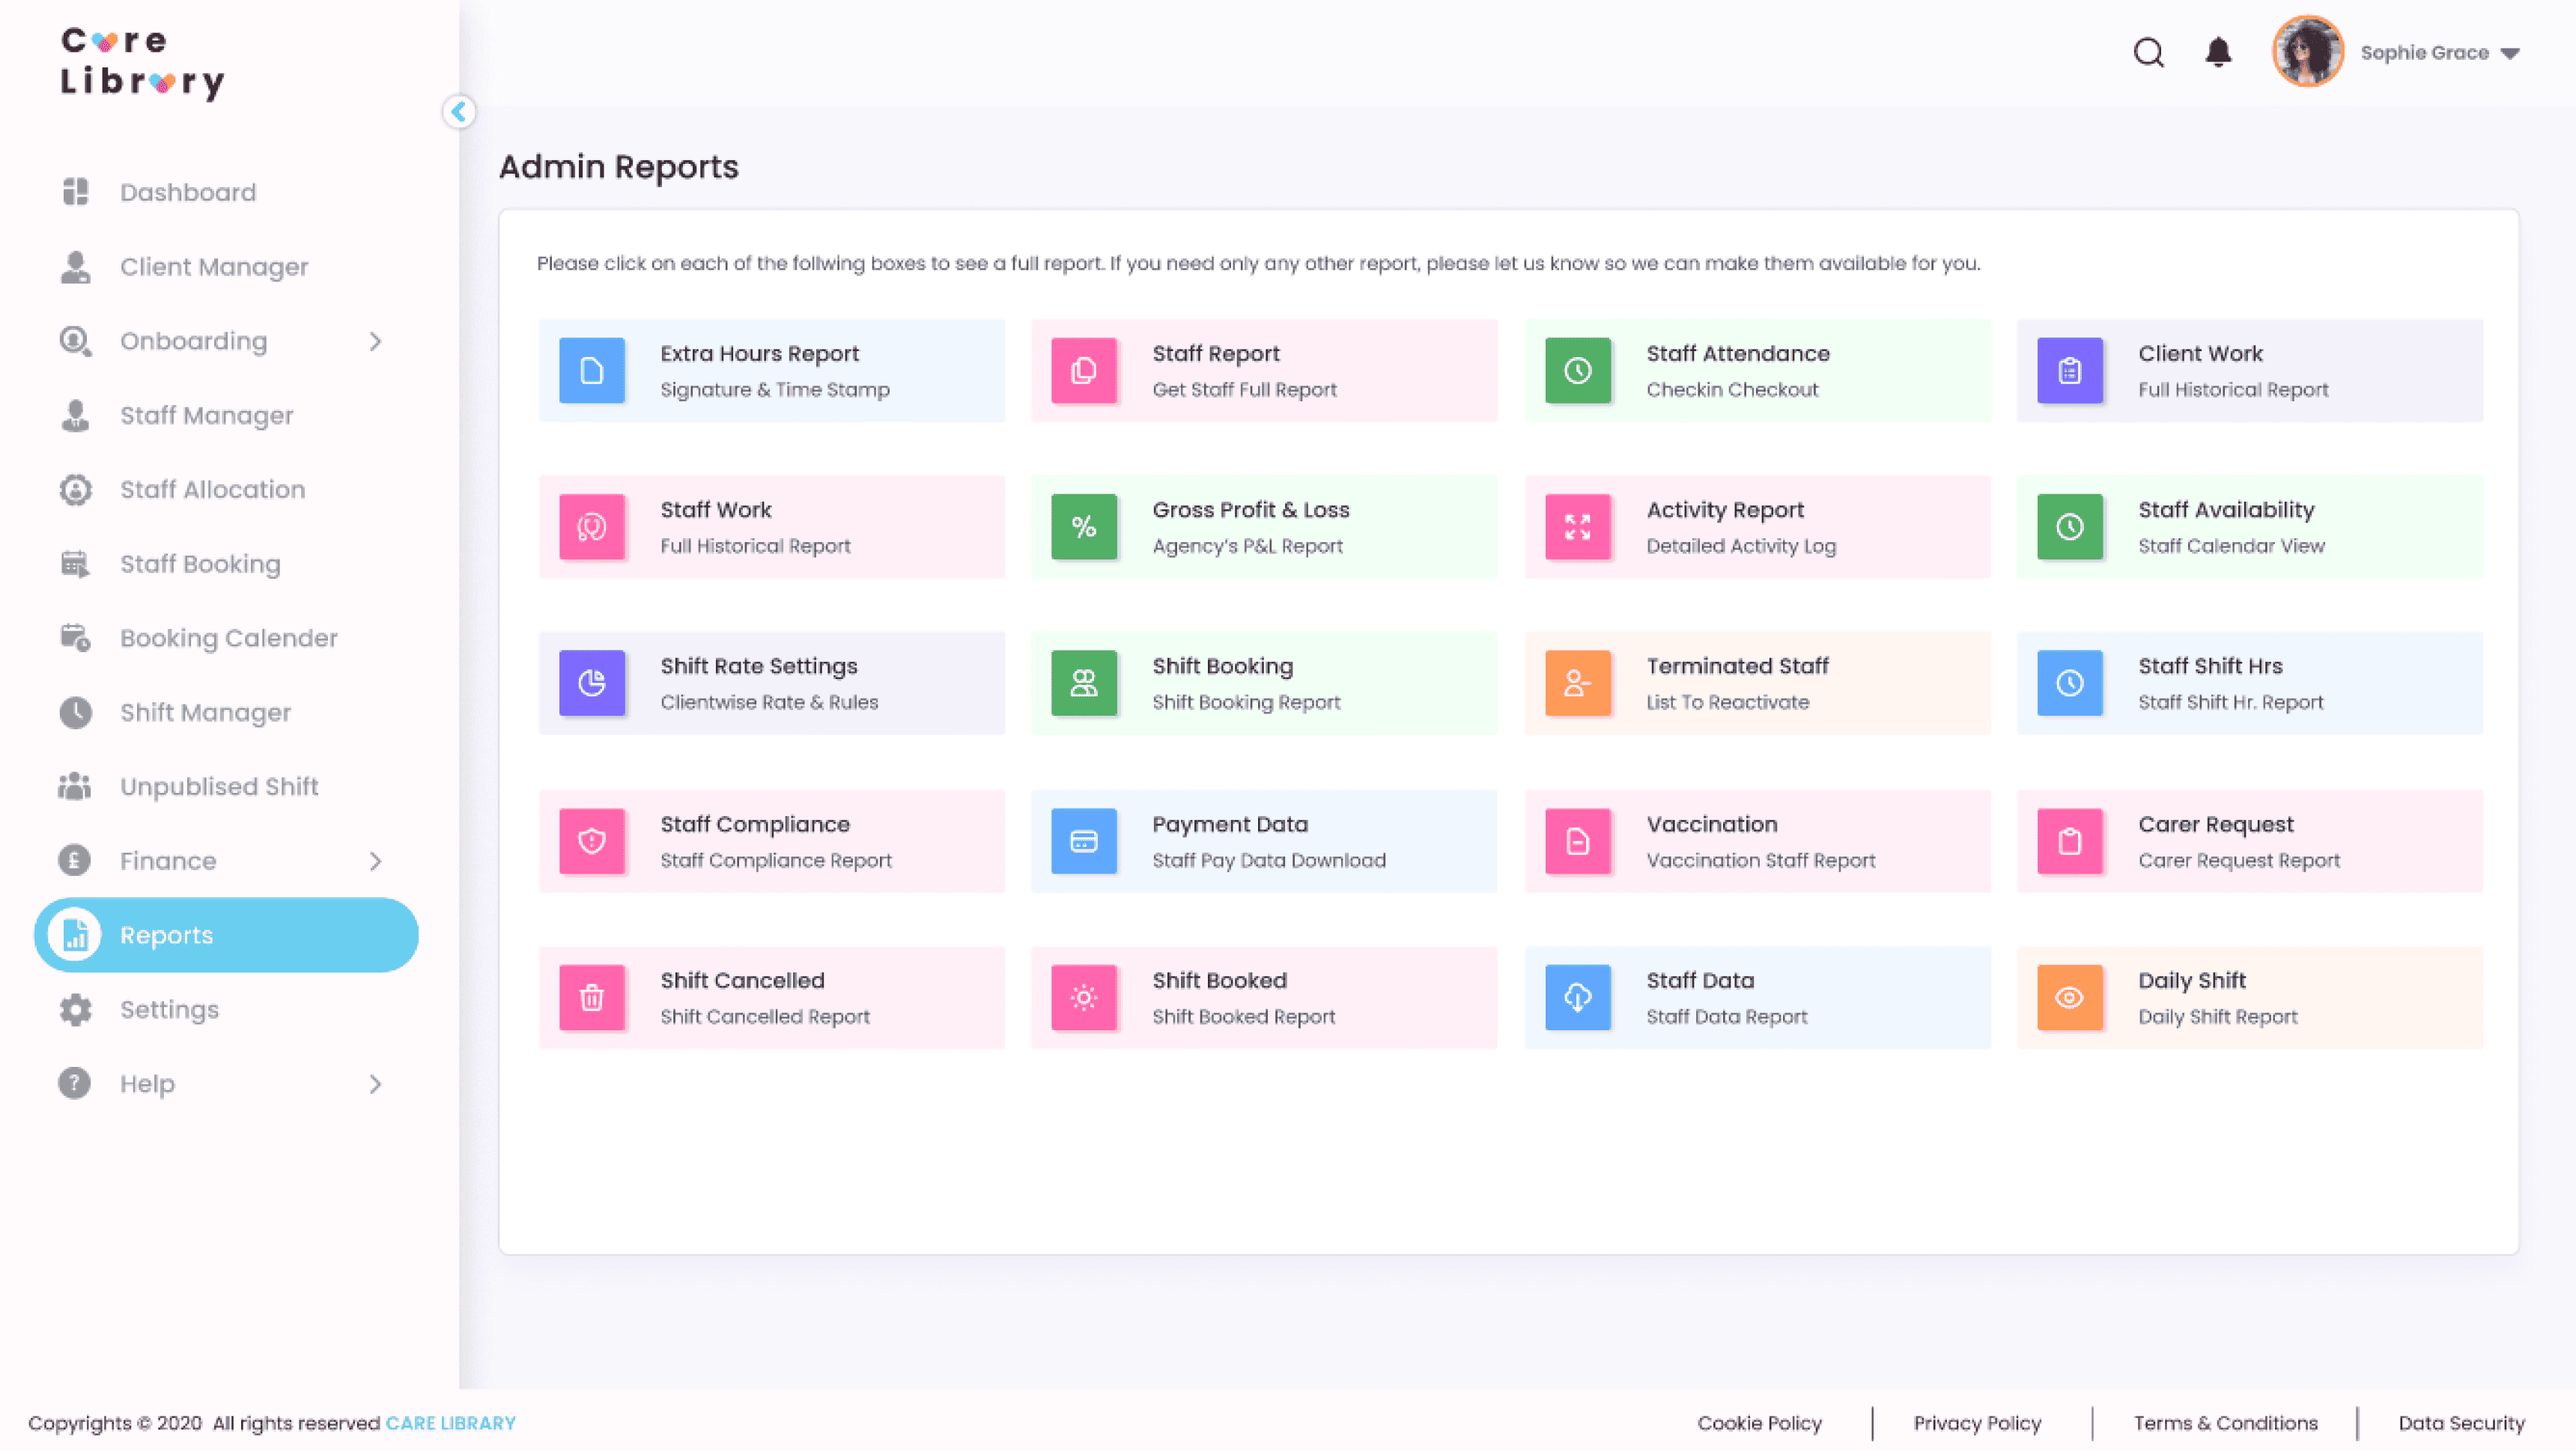 Care
Library
Sophie Grace
Dashboard
Client Manager
Onboarding
Staff Manager
Staff Allocation
Staff Booking
Booking Calender
Shift Manager
Unpublised Shift
Finance
Reports
Settings
Help
Admin Reports
Please click on each of the follwing boxes to see a full report. If you need only any other report, please let us know so we can make them available for you.
Extra Hours Report
Signature & Time Stamp
Staff Report
Get Staff Full Report
Staff Attendance
Checkin Checkout
Client Work
Full Historical Report
Staff Work
Full Historical Report
Gross Profit & Loss
Agency's P&L Report
Activity Report
Detailed Activity Log
Staff Availability
Staff Calendar View
Shift Rate Settings
Clientwise Rate & Rules
Shift Booking
Shift Booking Report
Terminated Staff
List To Reactivate
Staff Shift Hrs
Staff Shift Hr. Report
Staff Compliance
Staff Compliance Report
Payment Data
Staff Pay Data Download
Vaccination
Vaccination Staff Report
Carer Request
Carer Request Report
Shift Cancelled
Shift Cancelled Report
Shift Booked
Shift Booked Report
Staff Data
Staff Data Report
Daily Shift
Daily Shift Report
Copyrights © 2020 All rights reserved CARE LIBRARY
Cookie Policy
Privacy Policy
Terms & Conditions
Data Security